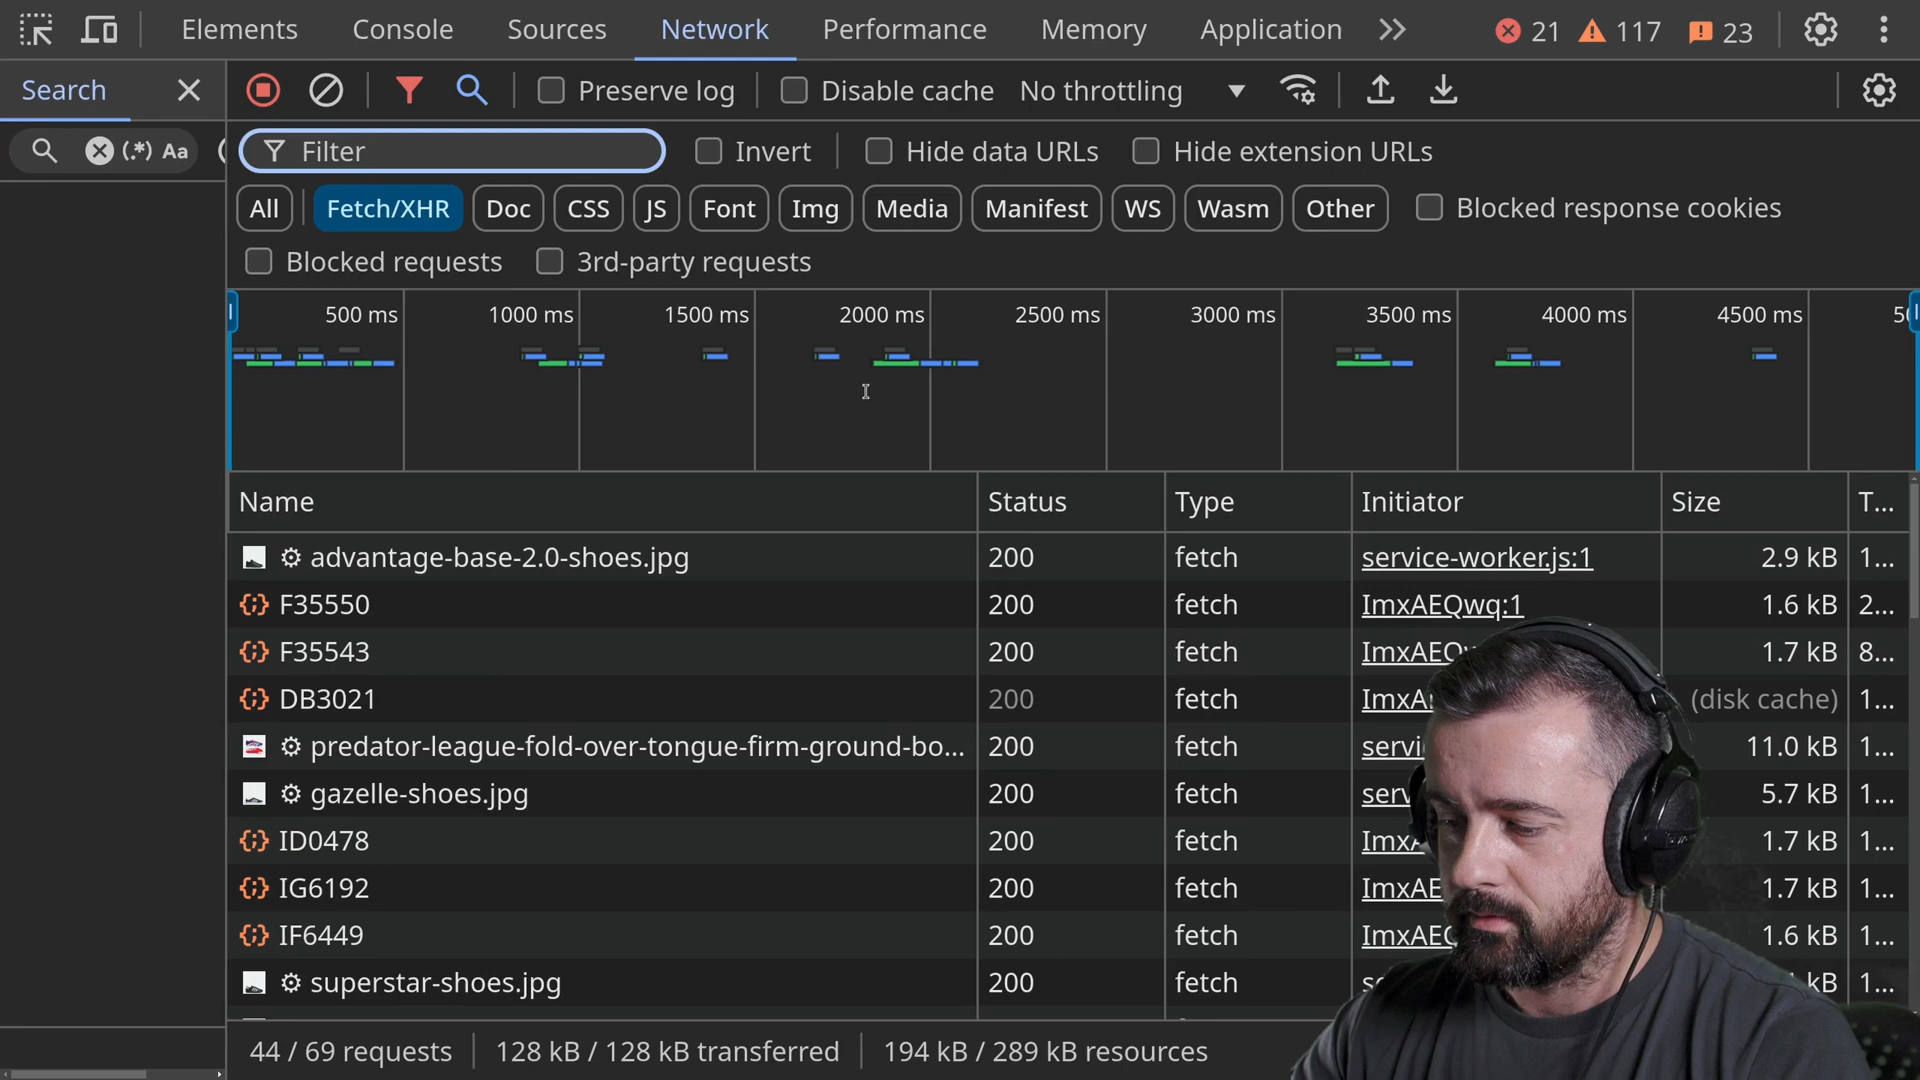 Elements Console Sources Network Performance Memory Application 21 117 23
Search Preserve log Disable cache No throttling
(.*) Aa Filter Invert Hide data URLs Hide extension URLs
All Fetch/XHR Doc CSS JS Font Img Media Manifest WS Wasm Other Blocked response cookies
Blocked requests 3rd-party requests
500 ms 1000 ms 1500 ms 2000 ms 2500 ms 3000 ms 3500 ms 4000 ms 4500 ms
Name Status Type Initiator Size T...
advantage-base-2.0-shoes.jpg 200 fetch service-worker.js:1 2.9 kB 1...
F35550 200 fetch ImxAEQwq:1 1.6 kB 2...
F35543 200 fetch 1.7 kB 8...
DB3021 200 fetch (disk cache) 1...
predator-league-fold-over-tongue-firm-ground-bo... 200 fetch 11.0 kB 1...
gazelle-shoes.jpg 200 fetch 5.7 kB 1...
ID0478 200 fetch 1.7 kB 1...
IG6192 200 fetch 1.7 kB 1...
IF6449 200 fetch 1.6 kB 1...
superstar-shoes.jpg 200 fetch kB 1...
44 / 69 requests 128 kB / 128 kB transferred 194 kB / 289 kB resources